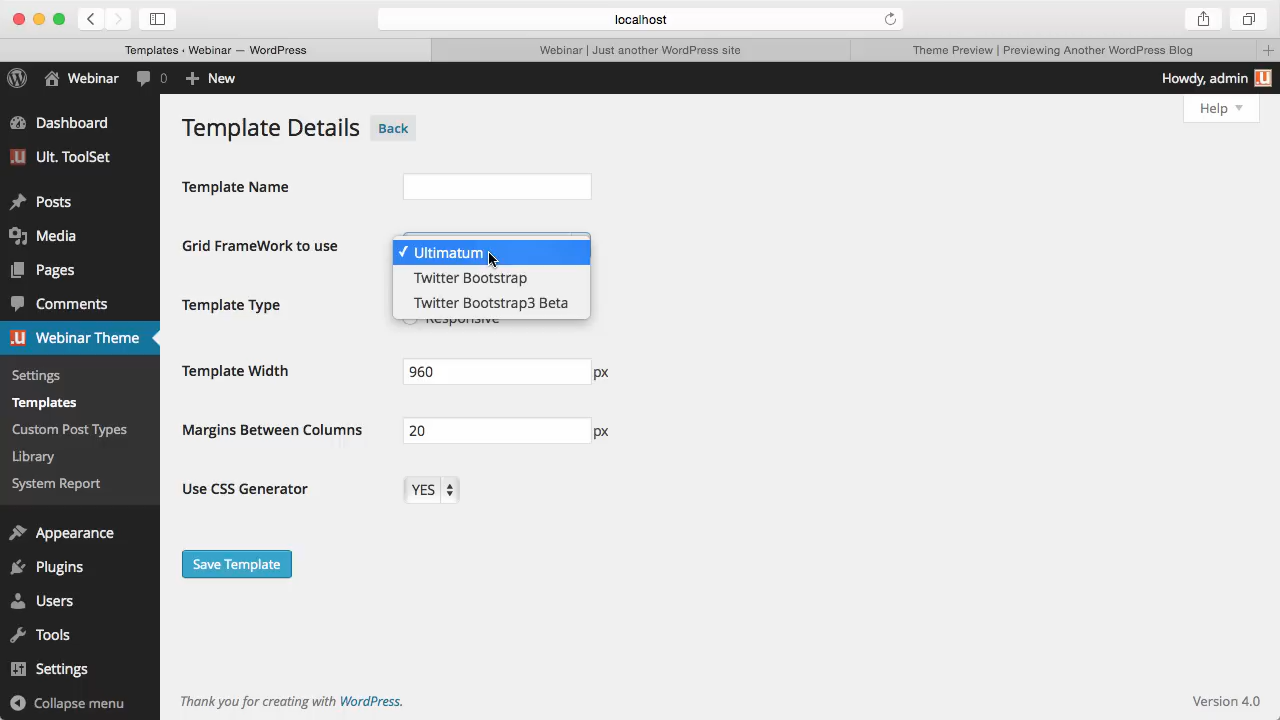 localhost
Templates ‹ Webinar — WordPress
Webinar | Just another WordPress site
Theme Preview | Previewing Another WordPress Blog
Webinar
0
New
Howdy, admin
Help
Dashboard
Ult. ToolSet
Posts
Media
Pages
Comments
Webinar Theme
Settings
Templates
Custom Post Types
Library
System Report
Appearance
Plugins
Users
Tools
Settings
Collapse menu
Template Details
Back
Template Name
Grid FrameWork to use
Ultimatum
Twitter Bootstrap
Twitter Bootstrap3 Beta
Template Type
Responsive
Template Width
960
px
Margins Between Columns
20
px
Use CSS Generator
YES
Save Template
Thank you for creating with WordPress.
Version 4.0